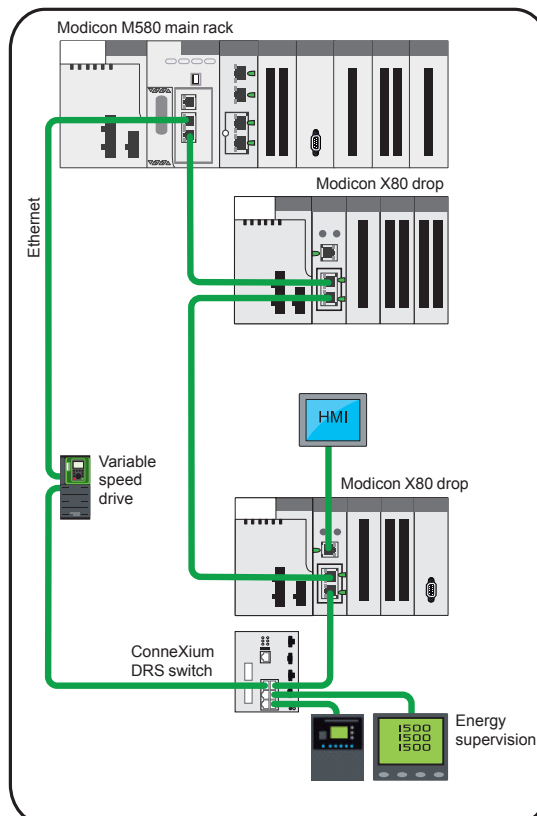 Modicon M580 main rack
Modicon X80 drop
Ethernet
HMI
Variable
speed
drive
Modicon X80 drop
ConneXium
DRS switch
1500
1500
1500
Energy
supervision